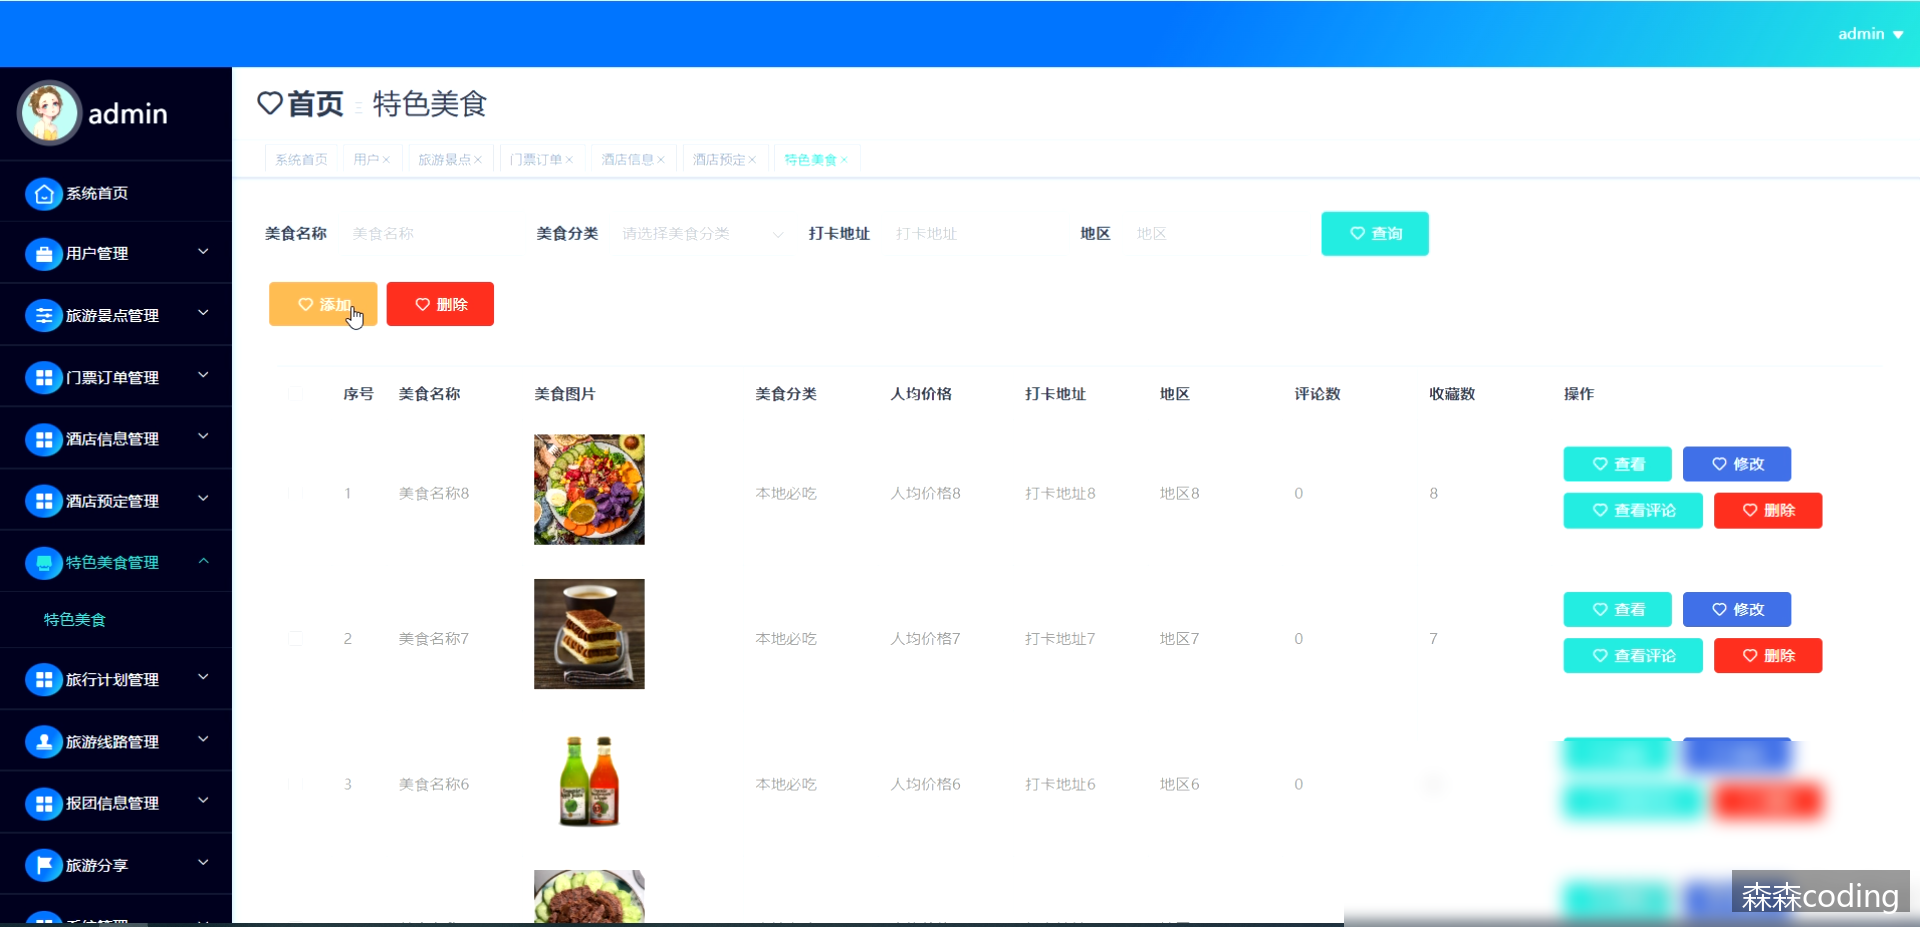 admin
admin
首页 特色美食
系统首页 用户 旅游景点 门票订单 酒店信息 酒店预定 特色美食
系统首页
用户管理
旅游景点管理
门票订单管理
酒店信息管理
酒店预定管理
特色美食管理
特色美食
旅行计划管理
旅游线路管理
报团信息管理
旅游分享
系统管理
美食名称 美食名称 美食分类 请选择美食分类 打卡地址 打卡地址 地区 地区 查询
添加 删除
序号 美食名称 美食图片 美食分类 人均价格 打卡地址 地区 评论数 收藏数 操作
1 美食名称8 本地必吃 人均价格8 打卡地址8 地区8 0 8 查看 修改
查看评论 删除
2 美食名称7 本地必吃 人均价格7 打卡地址7 地区7 0 7 查看 修改
查看评论 删除
3 美食名称6 本地必吃 人均价格6 打卡地址6 地区6 0
森森coding